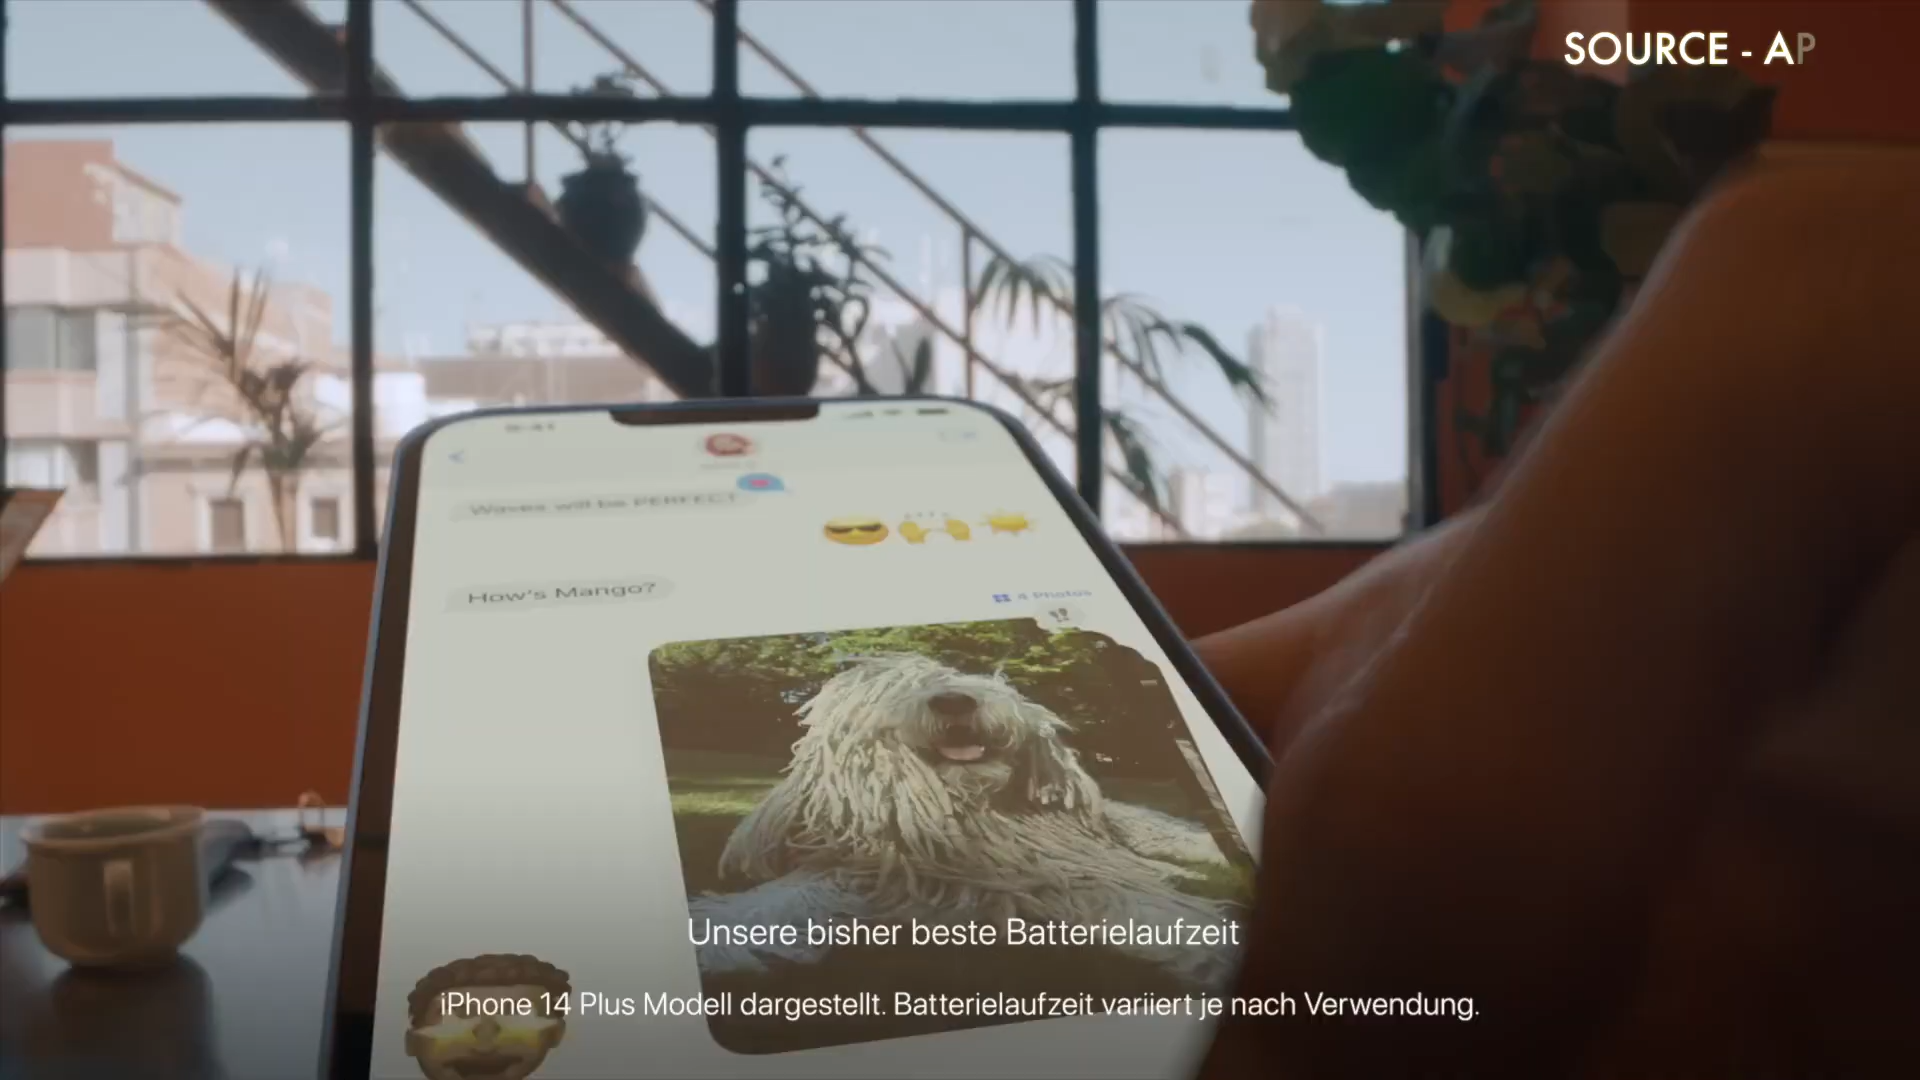 SOURCE - AP
Waves will be PERFECT
How's Mango?
4 Photos
Unsere bisher beste Batterielaufzeit
iPhone 14 Plus Modell dargestellt. Batterielaufzeit variiert je nach Verwendung.